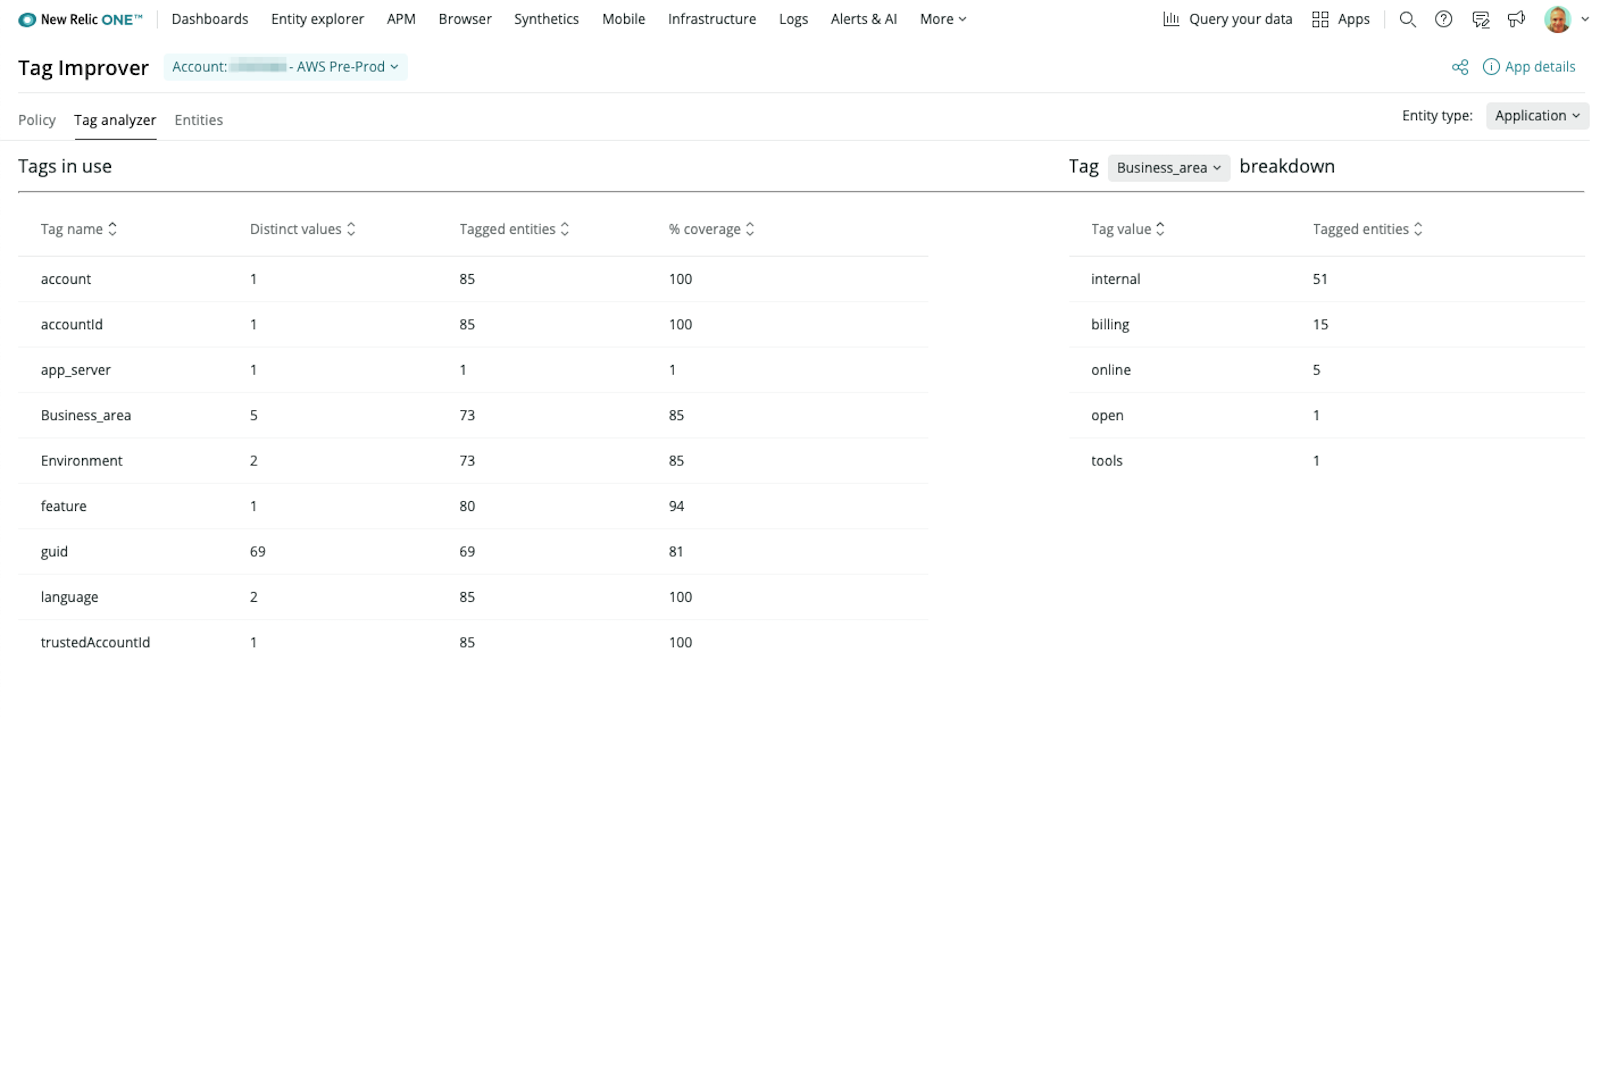 New Relic ONE™ Dashboards Entity explorer APM Browser Synthetics Mobile Infrastructure Logs Alerts & AI More Query your data Apps
Tag Improver Account: - AWS Pre-Prod App details
Policy Tag analyzer Entities Entity type: Application
Tags in use Tag Business_area breakdown
Tag name Distinct values Tagged entities % coverage
account 1 85 100
accountId 1 85 100
app_server 1 1 1
Business_area 5 73 85
Environment 2 73 85
feature 1 80 94
guid 69 69 81
language 2 85 100
trustedAccountId 1 85 100
Tag value Tagged entities
internal 51
billing 15
online 5
open 1
tools 1